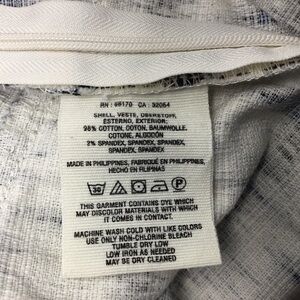 RN : 66170 CA : 32054
SHELL, VESTE, OBERSTOFF,
ESTERNO, EXTERIOR:
98% COTTON, COTON, BAUMWOLLE,
COTONE, ALGODÓN
2% SPANDEX, SPANDEX, SPANDEX,
SPANDEX, SPANDEX
MADE IN PHILIPPINES, FABRIQUÉ EN PHILIPPINES,
HECHO EN FILIPINAS
30 P
THIS GARMENT CONTAINS DYE WHICH
MAY DISCOLOR MATERIALS WITH WHICH
IT COMES IN CONTACT.
MACHINE WASH COLD WITH LIKE COLORS
USE ONLY NON-CHLORINE BLEACH
TUMBLE DRY LOW
LOW IRON AS NEEDED
MAY BE DRY CLEANED